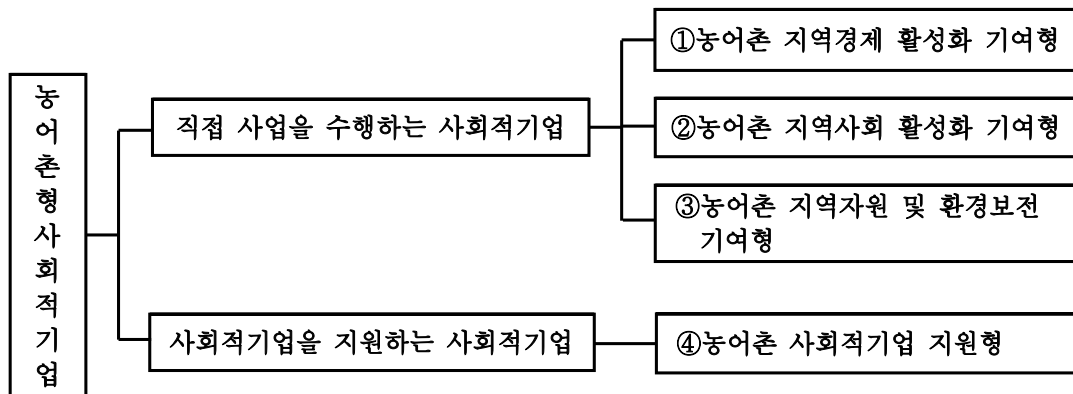 농어촌형사회적기업
직접 사업을 수행하는 사회적기업
①농어촌 지역경제 활성화 기여형
②농어촌 지역사회 활성화 기여형
③농어촌 지역자원 및 환경보전
기여형
사회적기업을 지원하는 사회적기업
④농어촌 사회적기업 지원형